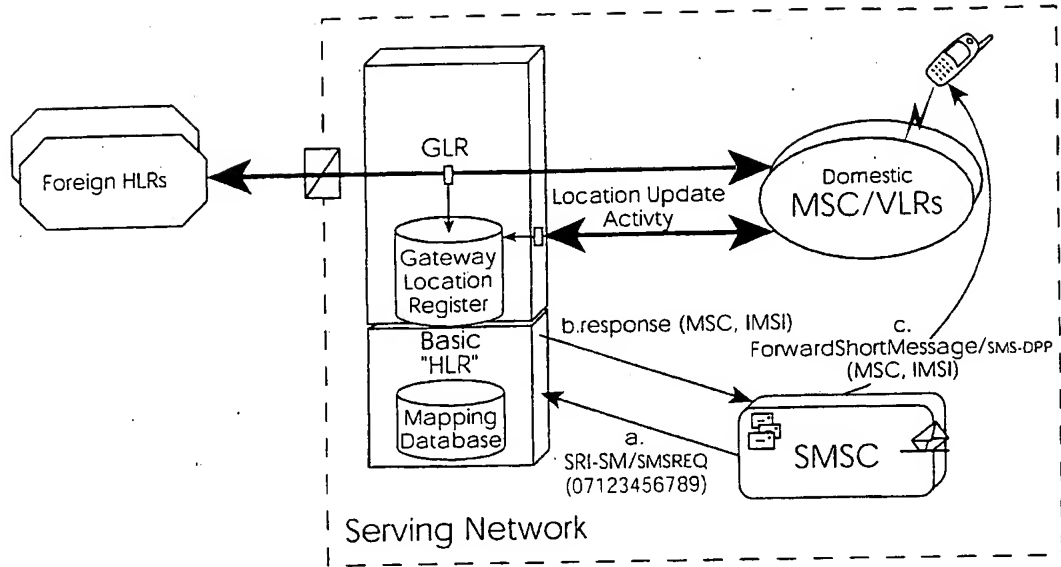 Foreign HLRs
GLR
Gateway
Location
Register
Basic
"HLR"
Mapping
Database
Location Update
Activty
Domestic
MSC/VLRs
b.response (MSC, IMSI)
c.
ForwardShortMessage/SMS-DPP
(MSC, IMSI)
a.
SRI-SM/SMSREQ
(07123456789)
SMSC
Serving Network